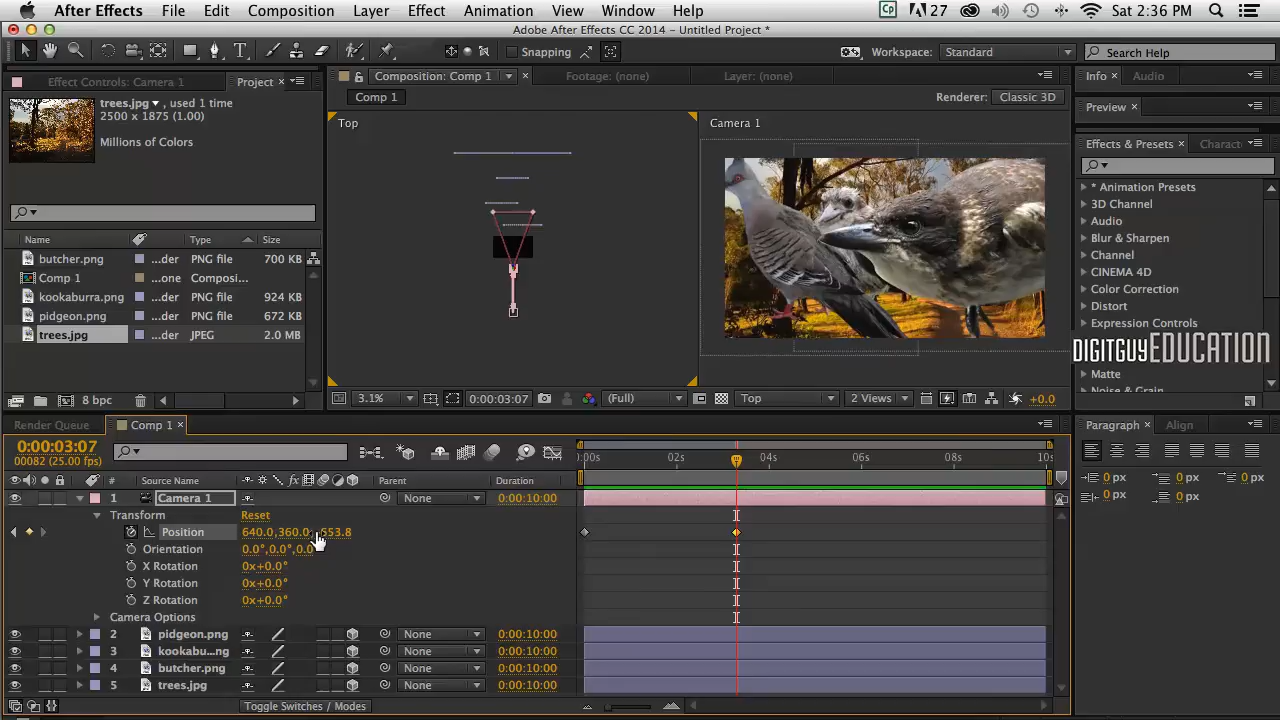 After Effects File Edit Composition Layer Effect Animation View Window Help 27 Sat 2:36 PM
Adobe After Effects CC 2014 - Untitled Project *
Snapping Workspace: Standard Search Help
Effect Controls: Camera 1 Project × Composition: Comp 1 × Footage: (none) Layer: (none) Info × Audio
trees.jpg , used 1 time
2500 x 1875 (1.00)
Millions of Colors
Comp 1 Renderer: Classic 3D
Preview ×
Top Camera 1
Effects & Presets × Charact
* Animation Presets
3D Channel
Audio
Blur & Sharpen
Channel
CINEMA 4D
Color Correction
Distort
Expression Controls
DIGITGUYEDUCATION
Matte
Noise & Grain
Name Type Size
butcher.png ...der PNG file 700 KB
Comp 1 ...one Composi...
kookaburra.png ...der PNG file 924 KB
pidgeon.png ...der PNG file 672 KB
trees.jpg ...der JPEG 2.0 MB
8 bpc
3.1% 0:00:03:07 (Full) Top 2 Views +0.0
Render Queue Comp 1 × Paragraph × Align
0:00:03:07
00082 (25.00 fps)
:00s 02s 04s 06s 08s 10s
0 px 0 px 0 px
0 px 0 px
# Source Name Parent Duration
1 Camera 1 None 0:00:10:00
Transform Reset
Position 640.0,360.0, 553.8
Orientation 0.0°,0.0°,0.0
X Rotation 0x+0.0°
Y Rotation 0x+0.0°
Z Rotation 0x+0.0°
Camera Options
2 pidgeon.png None 0:00:10:00
3 kookabu...ng None 0:00:10:00
4 butcher.png None 0:00:10:00
5 trees.jpg None 0:00:10:00
Toggle Switches / Modes